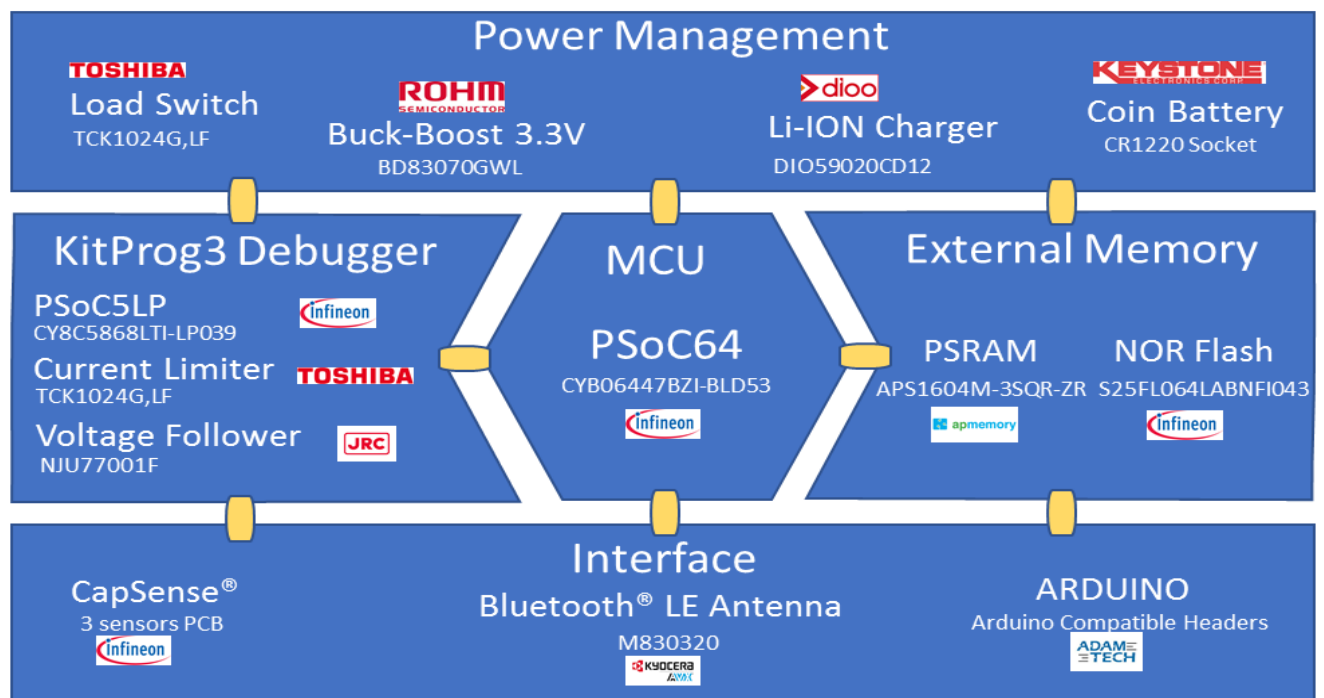 Power Management
TOSHIBA
Load Switch
TCK1024G,LF
ROHM
SEMICONDUCTOR
Buck-Boost 3.3V
BD83070GWL
dioo
Li-ION Charger
DIO59020CD12
KEYSTONE
ELECTRONICS CORP.
Coin Battery
CR1220 Socket
KitProg3 Debugger
PSoC5LP
CY8C5868LTI-LP039
infineon
Current Limiter
TCK1024G,LF
TOSHIBA
Voltage Follower
NJU77001F
JRC
MCU
PSoC64
CYB06447BZI-BLD53
infineon
External Memory
PSRAM
APS1604M-3SQR-ZR
apmemory
NOR Flash
S25FL064LABNFI043
infineon
Interface
CapSense®
3 sensors PCB
infineon
Bluetooth® LE Antenna
M830320
KYOCERA
AVX
ARDUINO
Arduino Compatible Headers
ADAM
TECH